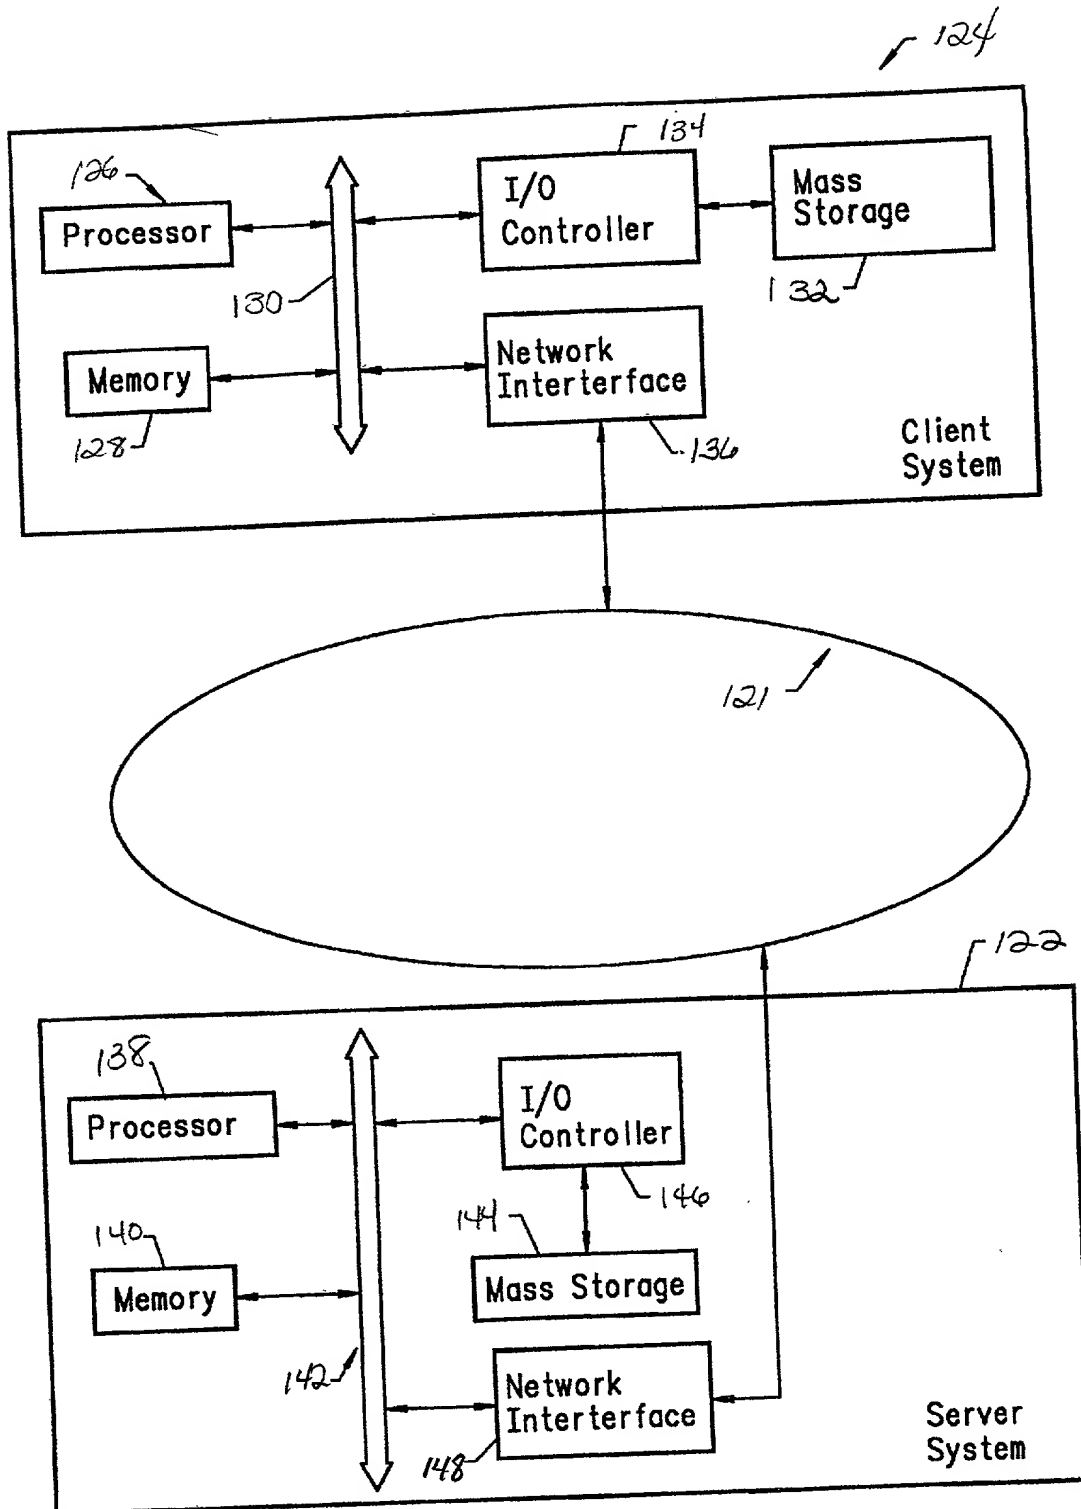 124
134
126
I/O
Controller
Mass
Storage
Processor
130
132
Network
Interterface
Memory
128
136
Client
System
121
122
138
I/O
Controller
Processor
146
144
140
Mass Storage
Memory
142
Network
Interterface
148
Server
System